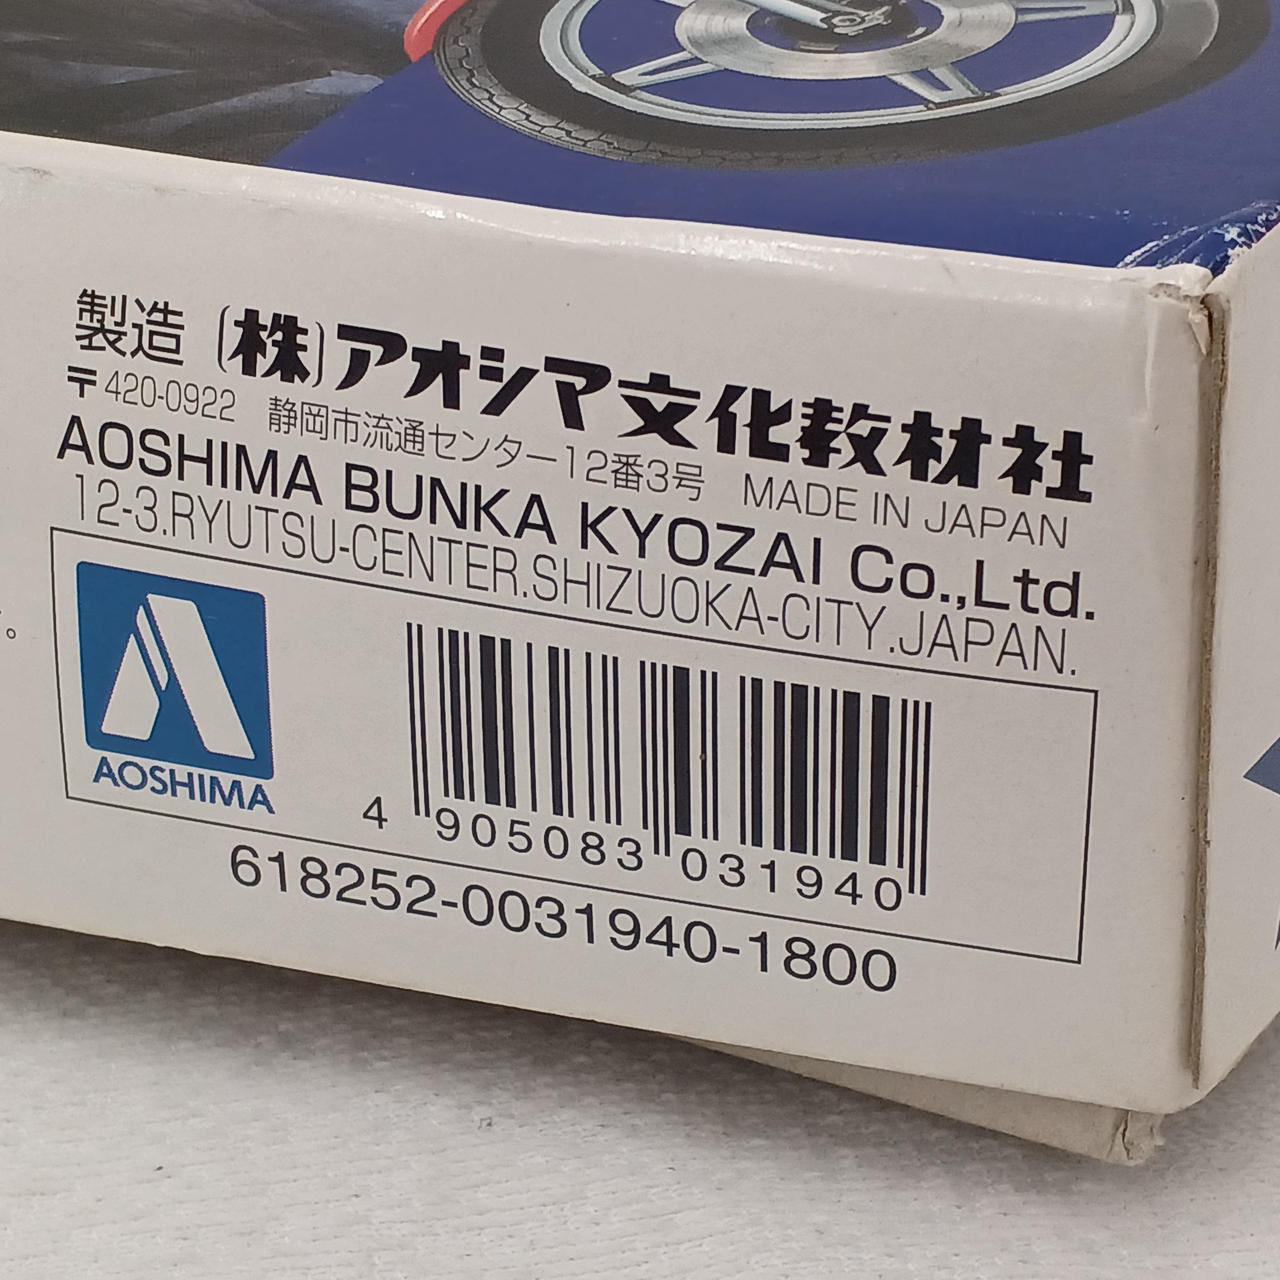 製造 (株)アオシマ文化教材社
〒420-0922 静岡市流通センター12番3号 MADE IN JAPAN
AOSHIMA BUNKA KYOZAI Co.,Ltd.
12-3.RYUTSU-CENTER.SHIZUOKA-CITY.JAPAN.
AOSHIMA
4 905083 031940
618252-0031940-1800